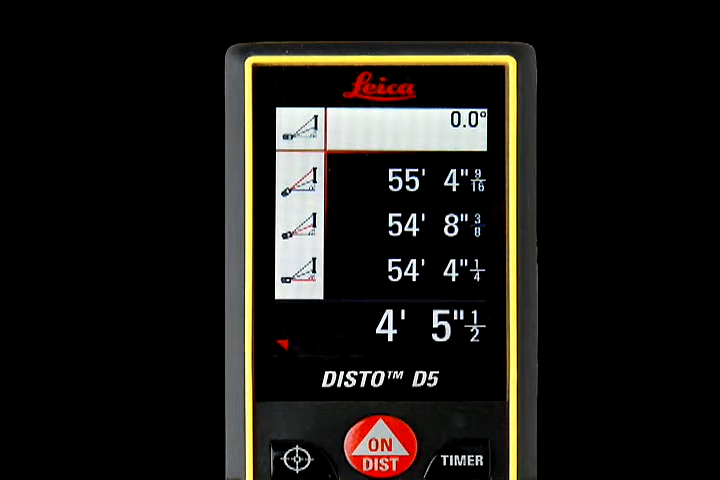 Leica
0.0°
55' 4" 9/16
54' 8" 3/8
54' 4" 1/4
4' 5" 1/2
DISTO™ D5
ON
DIST
TIMER